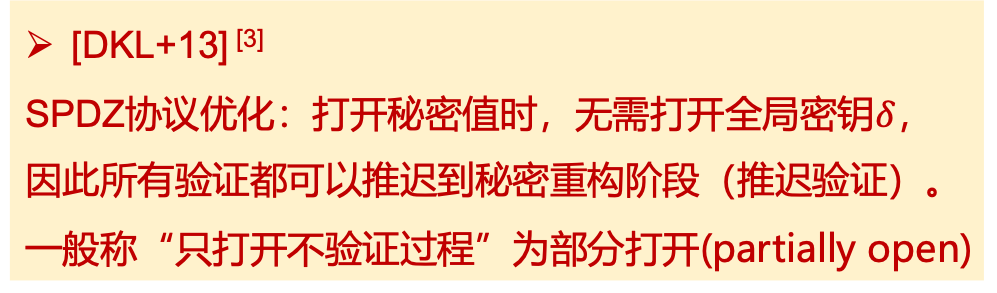 ➢ [DKL+13] [3]
SPDZ协议优化：打开秘密值时，无需打开全局密钥δ，
因此所有验证都可以推迟到秘密重构阶段（推迟验证）。
一般称“只打开不验证过程”为部分打开(partially open)